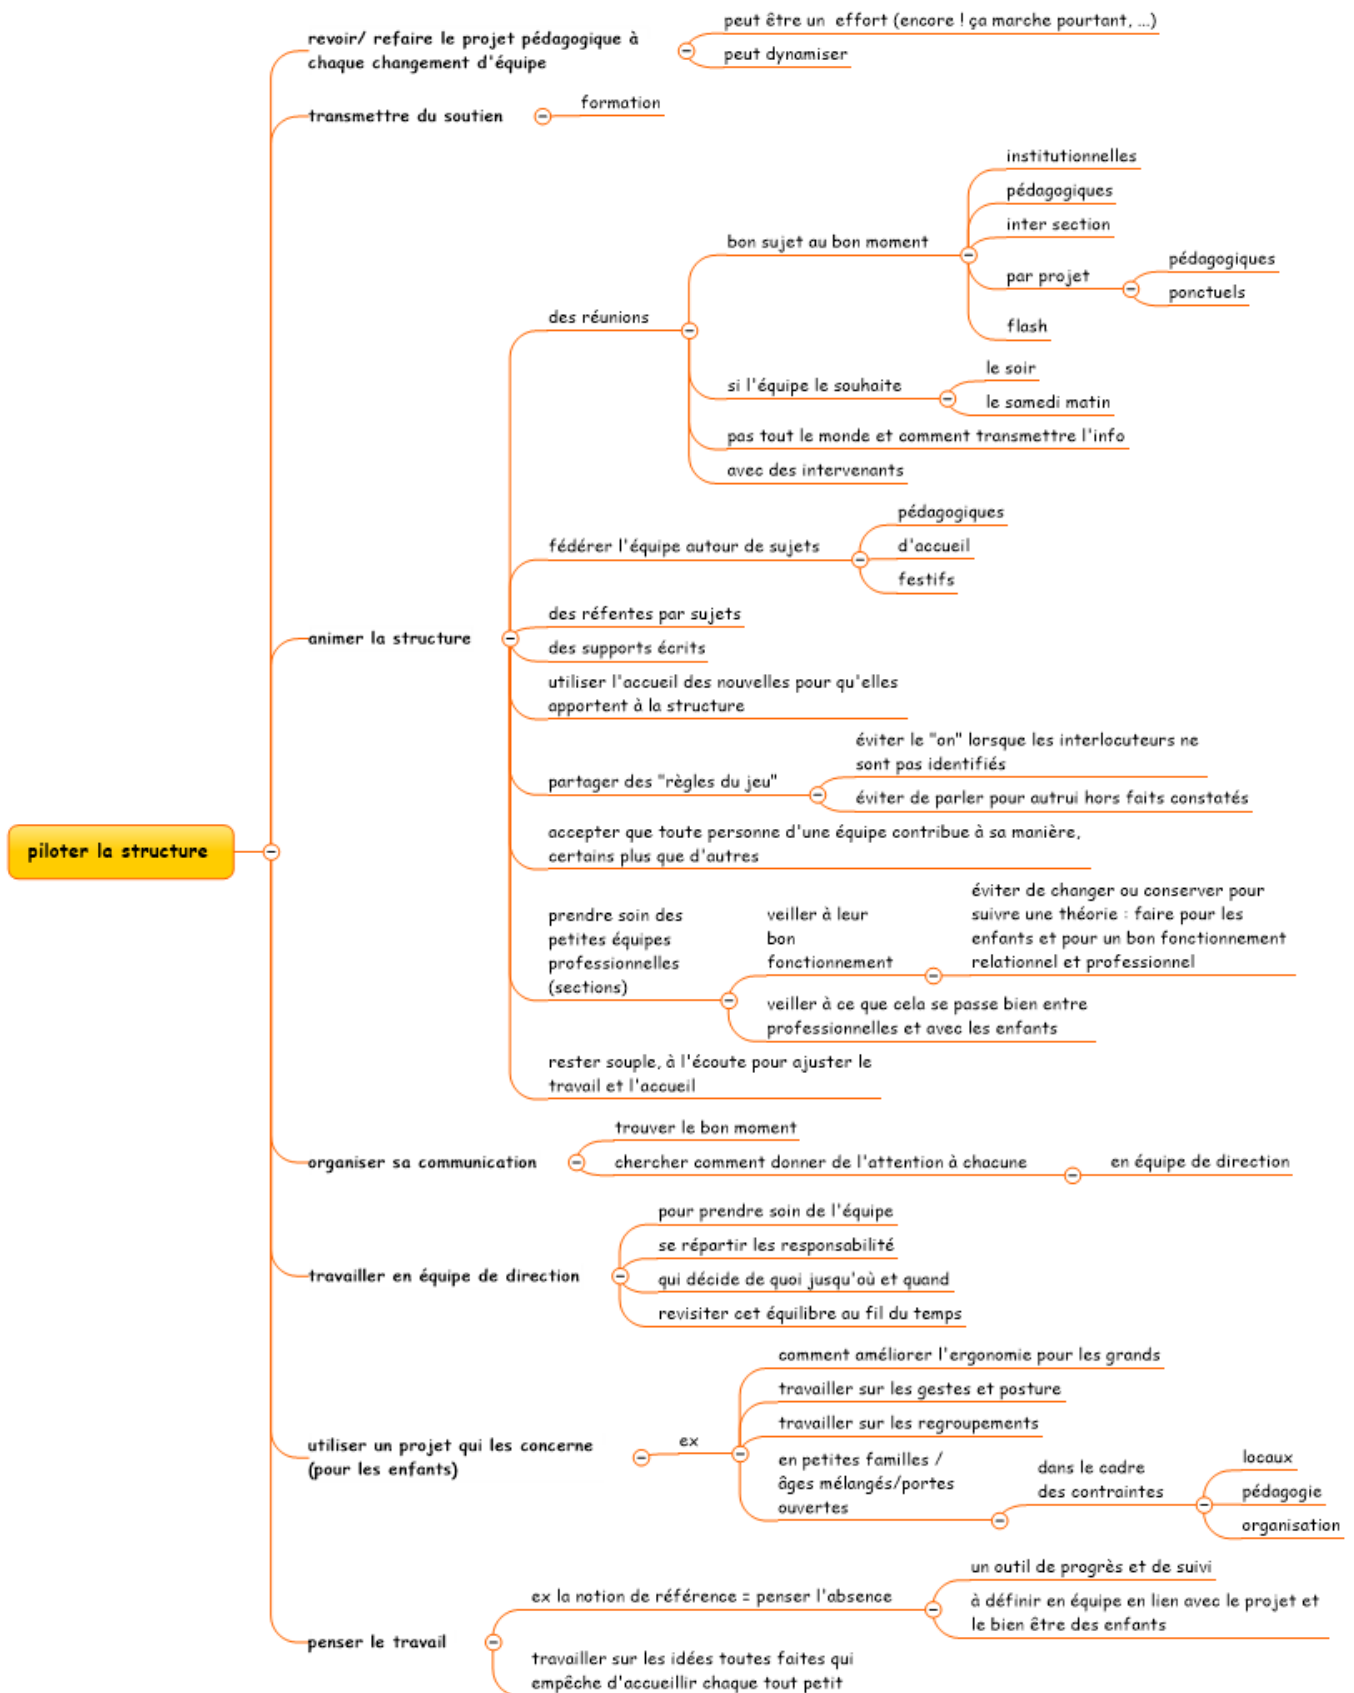 revoir/ refaire le projet pédagogique à
chaque changement d'équipe
peut être un effort (encore ! ça marche pourtant, ...)
peut dynamiser
transmettre du soutien
formation
animer la structure
des réunions
bon sujet au bon moment
institutionnelles
pédagogiques
inter section
par projet
pédagogiques
ponctuels
flash
si l'équipe le souhaite
le soir
le samedi matin
pas tout le monde et comment transmettre l'info
avec des intervenants
fédérer l'équipe autour de sujets
pédagogiques
d'accueil
festifs
des réfentes par sujets
des supports écrits
utiliser l'accueil des nouvelles pour qu'elles
apportent à la structure
partager des "règles du jeu"
éviter le "on" lorsque les interlocuteurs ne
sont pas identifiés
éviter de parler pour autrui hors faits constatés
piloter la structure
accepter que toute personne d'une équipe contribue à sa manière,
certains plus que d'autres
prendre soin des
petites équipes
professionnelles
(sections)
veiller à leur
bon
fonctionnement
éviter de changer ou conserver pour
suivre une théorie : faire pour les
enfants et pour un bon fonctionnement
relationnel et professionnel
veiller à ce que cela se passe bien entre
professionnelles et avec les enfants
rester souple, à l'écoute pour ajuster le
travail et l'accueil
organiser sa communication
trouver le bon moment
chercher comment donner de l'attention à chacune
en équipe de direction
travailler en équipe de direction
pour prendre soin de l'équipe
se répartir les responsabilité
qui décide de quoi jusqu'où et quand
revisiter cet équilibre au fil du temps
utiliser un projet qui les concerne
(pour les enfants)
ex
comment améliorer l'ergonomie pour les grands
travailler sur les gestes et posture
travailler sur les regroupements
en petites familles /
âges mélangés/portes
ouvertes
dans le cadre
des contraintes
locaux
pédagogie
organisation
penser le travail
ex la notion de référence = penser l'absence
un outil de progrès et de suivi
à définir en équipe en lien avec le projet et
le bien être des enfants
travailler sur les idées toutes faites qui
empêche d'accueillir chaque tout petit